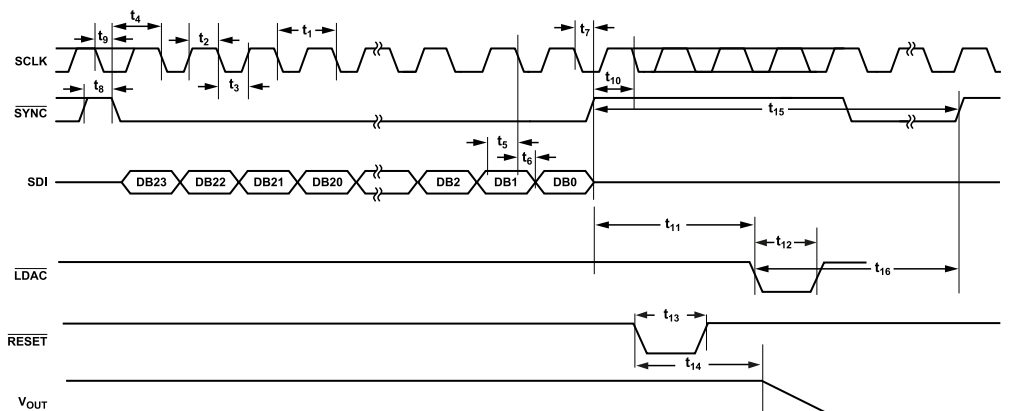 t4
t9
t2
t1
t7
SCLK
t3
t10
t8
SYNC
t15
t5
t6
SDI
DB23
DB22
DB21
DB20
DB2
DB1
DB0
t11
t12
LDAC
t16
t13
RESET
t14
VOUT